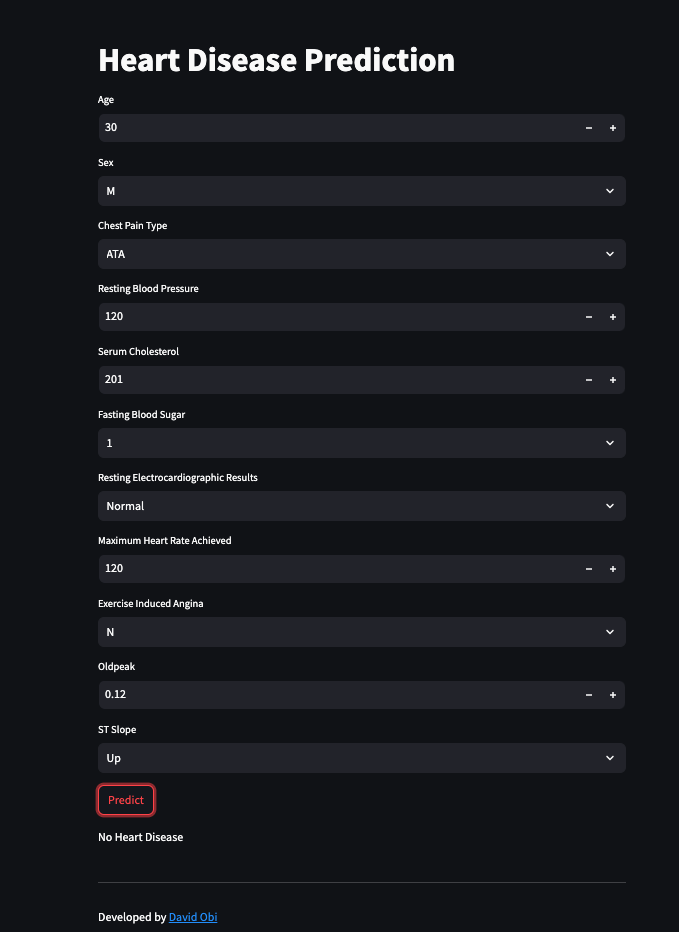 Heart Disease Prediction
Age
30
Sex
M
Chest Pain Type
ATA
Resting Blood Pressure
120
Serum Cholesterol
201
Fasting Blood Sugar
1
Resting Electrocardiographic Results
Normal
Maximum Heart Rate Achieved
120
Exercise Induced Angina
N
Oldpeak
0.12
ST Slope
Up
Predict
No Heart Disease
Developed by David Obi